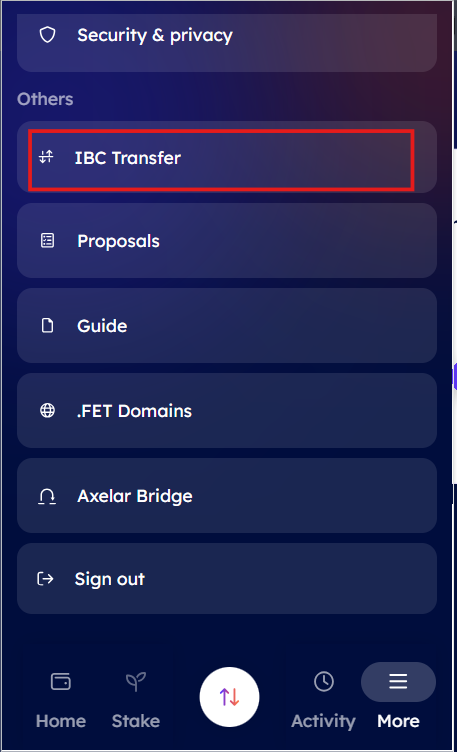 Security & privacy
Others
IBC Transfer
Proposals
Guide
.FET Domains
Axelar Bridge
Sign out
Home
Stake
Activity
More